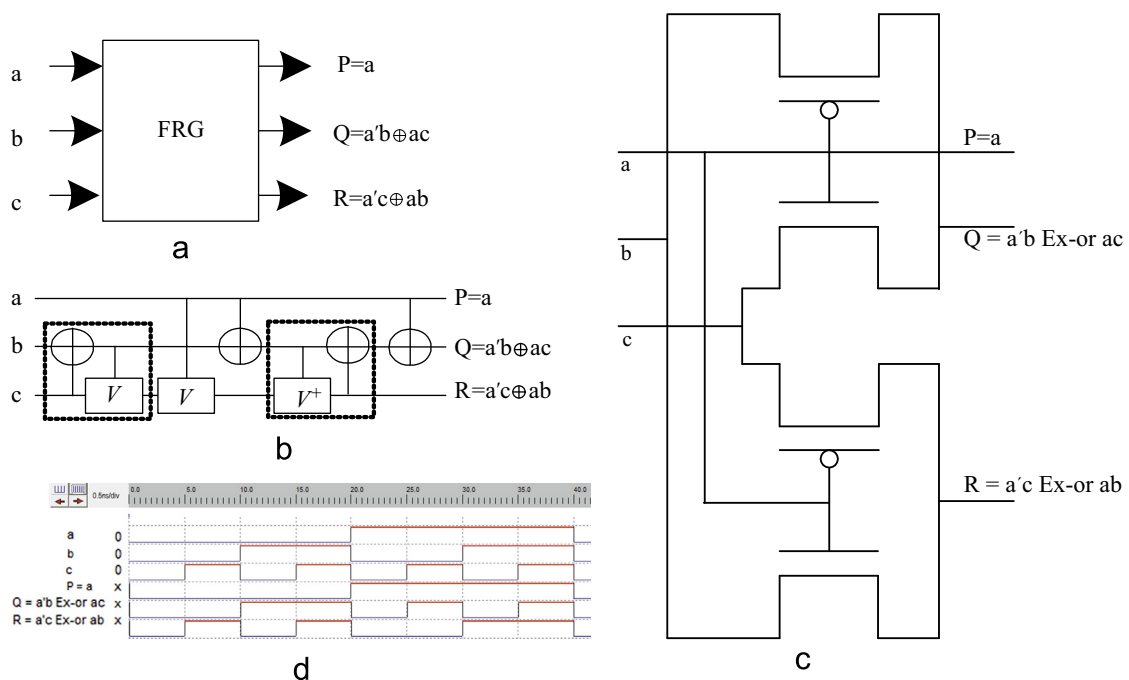 a
b
c
FRG
P=a
Q=a′b⊕ac
R=a′c⊕ab
a
a
b
c
V
V
V⁺
P=a
Q=a′b⊕ac
R=a′c⊕ab
b
0.5ns/div
0.0 5.0 10.0 15.0 20.0 25.0 30.0 35.0 40.0
a 0
b 0
c 0
P = a x
Q = a'b Ex-or ac x
R = a'c Ex-or ab x
d
a
b
c
P=a
Q = a′b Ex-or ac
R = a′c Ex-or ab
c